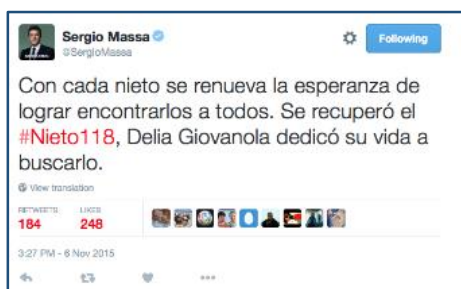 Sergio Massa
@SergioMassa
Following
Con cada nieto se renueva la esperanza de
lograr encontrarlos a todos. Se recuperó el
#Nieto118, Delia Giovanola dedicó su vida a
buscarlo.
View translation
RETWEETS LIKES
184 248
3:27 PM - 6 Nov 2015